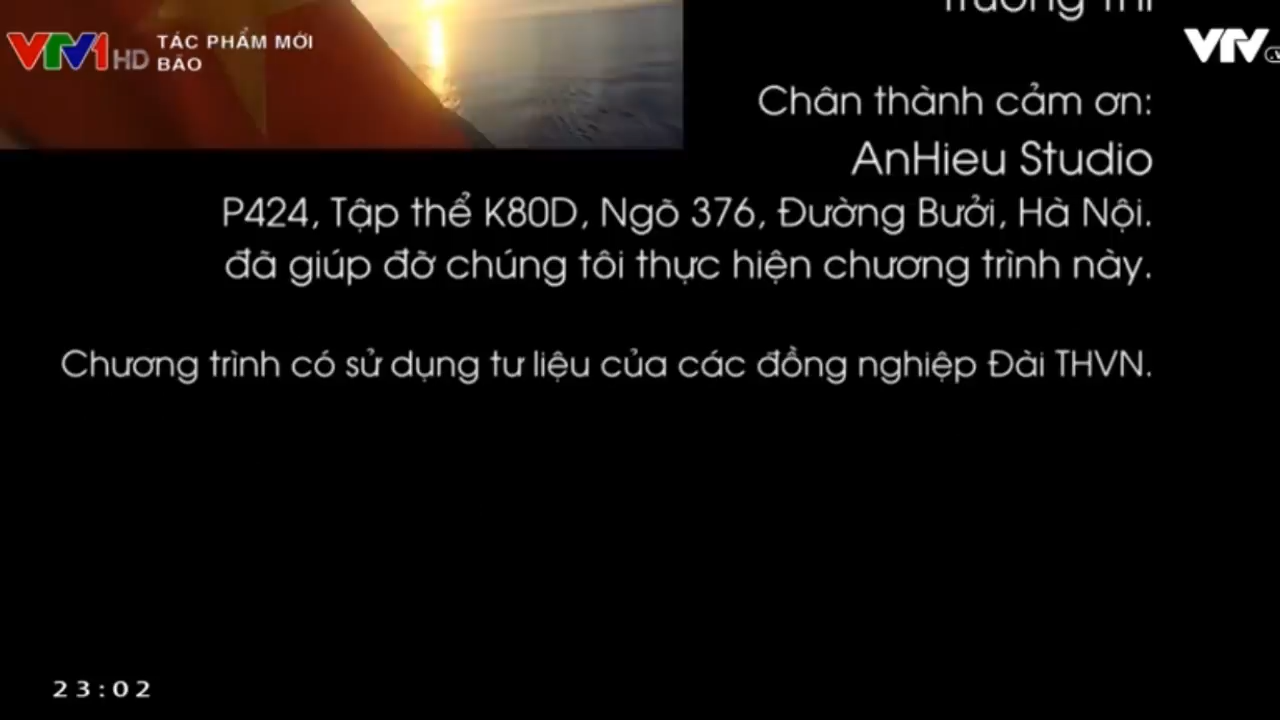 VTV1 HD TÁC PHẨM MỚI
BÃO
VTV
Chân thành cảm ơn:
AnHieu Studio
P424, Tập thể K80D, Ngõ 376, Đường Bưởi, Hà Nội.
đã giúp đỡ chúng tôi thực hiện chương trình này.
Chương trình có sử dụng tư liệu của các đồng nghiệp Đài THVN.
23:02